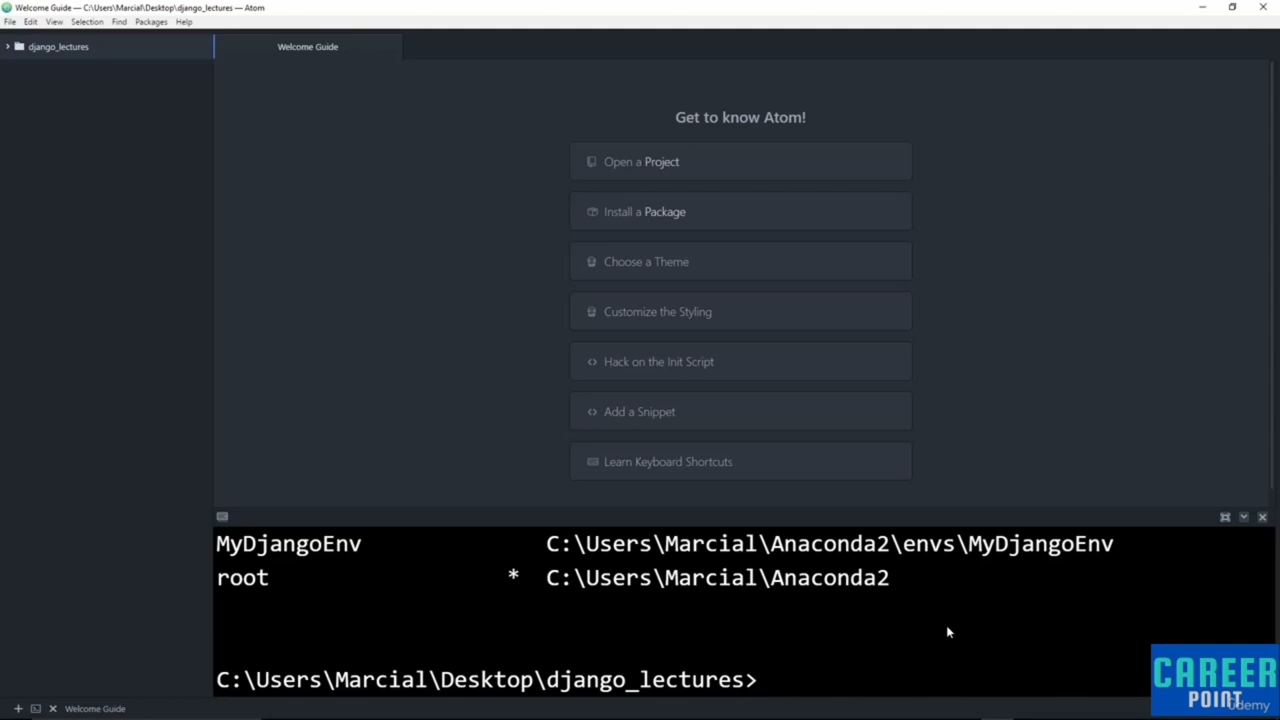 Welcome Guide — C:\Users\Marcial\Desktop\django_lectures — Atom
File Edit View Selection Find Packages Help
django_lectures
Welcome Guide
Get to know Atom!
Open a Project
Install a Package
Choose a Theme
Customize the Styling
Hack on the Init Script
Add a Snippet
Learn Keyboard Shortcuts
MyDjangoEnv C:\Users\Marcial\Anaconda2\envs\MyDjangoEnv
root * C:\Users\Marcial\Anaconda2
C:\Users\Marcial\Desktop\django_lectures>
CAREER
POINT
Udemy
Welcome Guide